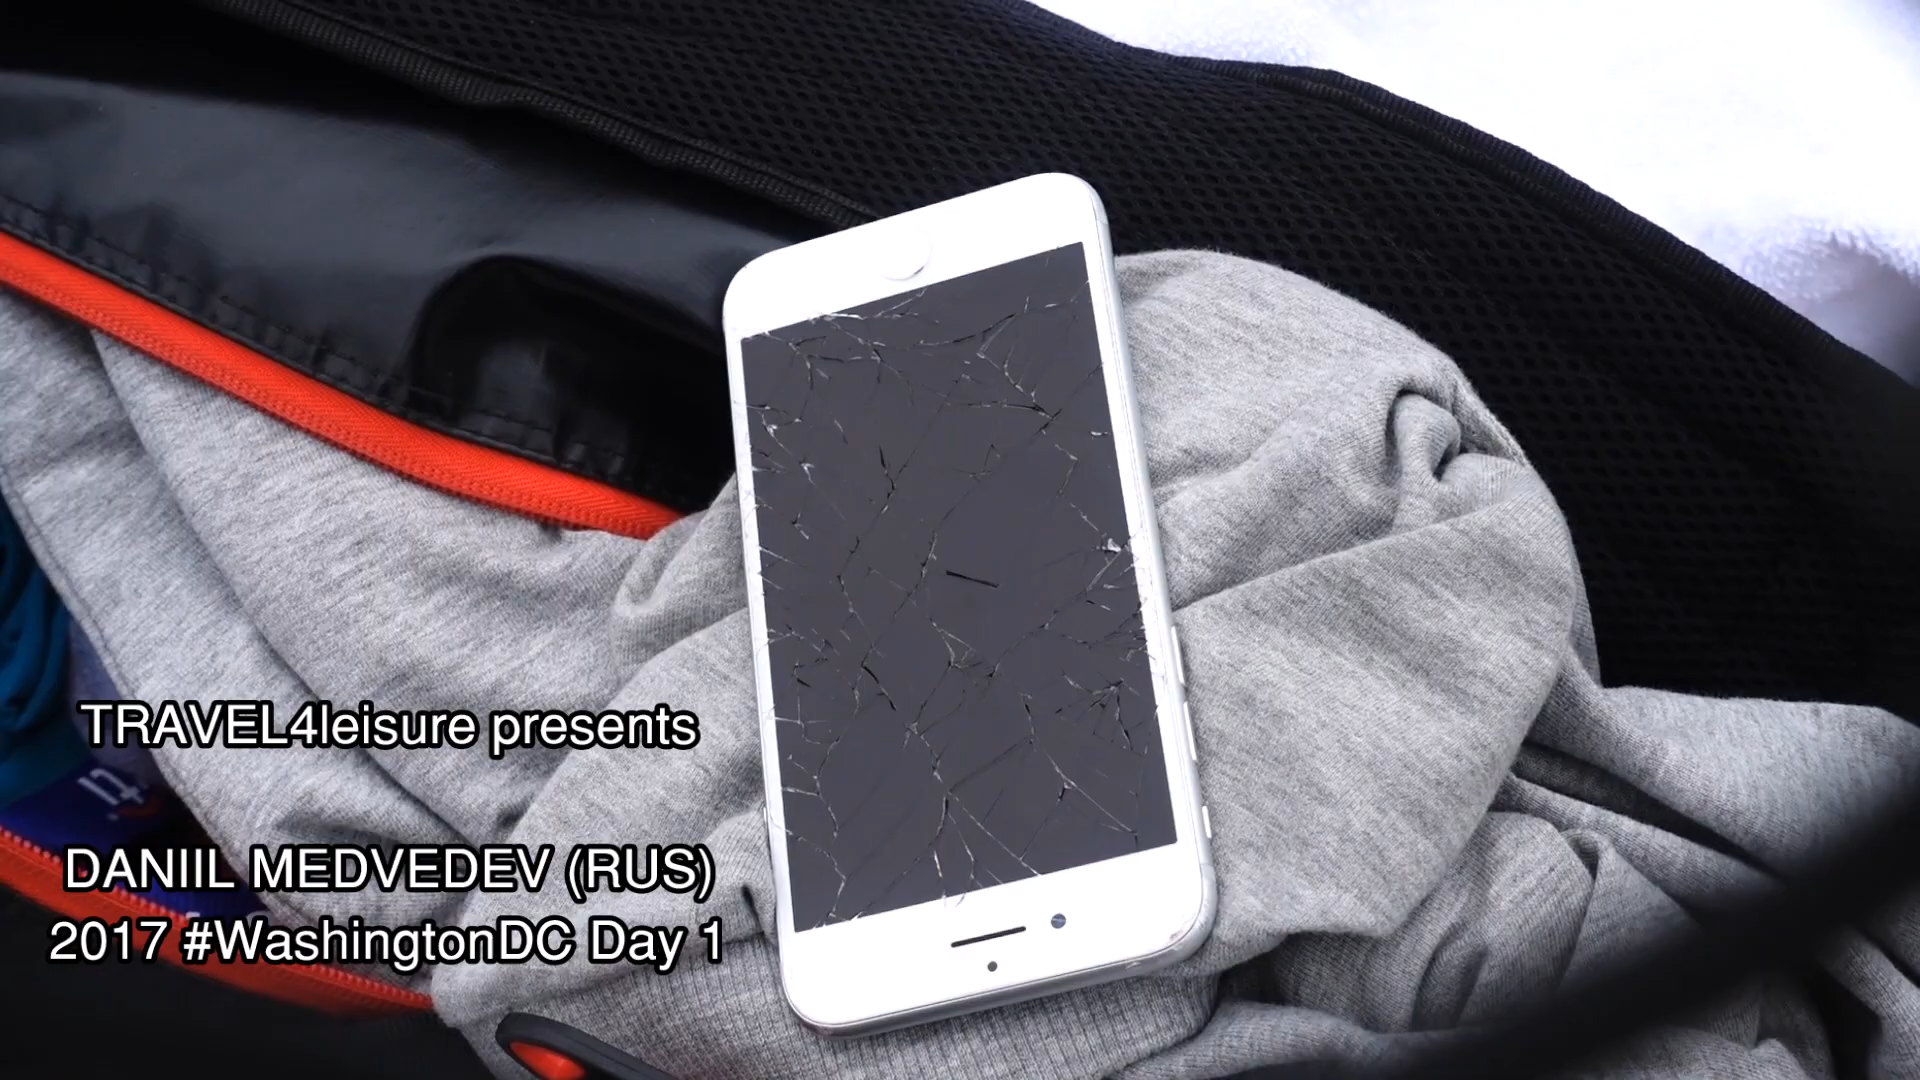 TRAVEL4leisure presents
DANIIL MEDVEDEV (RUS)
2017 #WashingtonDC Day 1